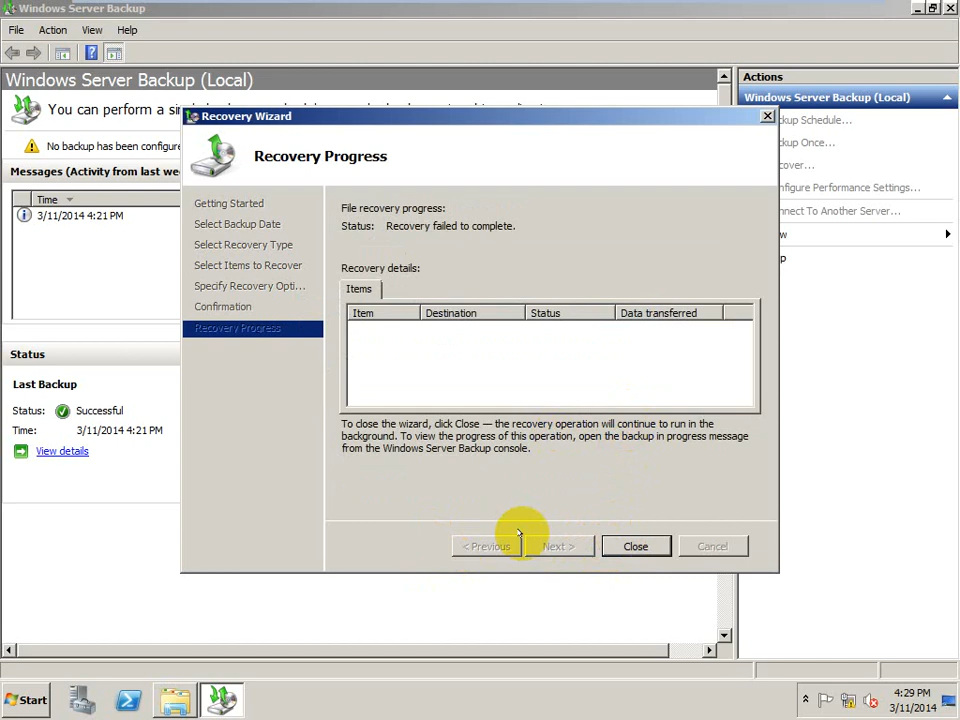 Windows Server Backup
File Action View Help
Windows Server Backup (Local)
You can perform a sin
No backup has been configure
Messages (Activity from last wee
Time
3/11/2014 4:21 PM
Status
Last Backup
Status: Successful
Time: 3/11/2014 4:21 PM
View details
Recovery Wizard
Recovery Progress
Getting Started
Select Backup Date
Select Recovery Type
Select Items to Recover
Specify Recovery Opti...
Confirmation
Recovery Progress
File recovery progress:
Status: Recovery failed to complete.
Recovery details:
Items
Item Destination Status Data transferred
To close the wizard, click Close — the recovery operation will continue to run in the
background. To view the progress of this operation, open the backup in progress message
from the Windows Server Backup console.
< Previous Next > Close Cancel
Actions
Windows Server Backup (Local)
kup Schedule...
kup Once...
over...
figure Performance Settings...
nnect To Another Server...
w
p
Start
4:29 PM
3/11/2014